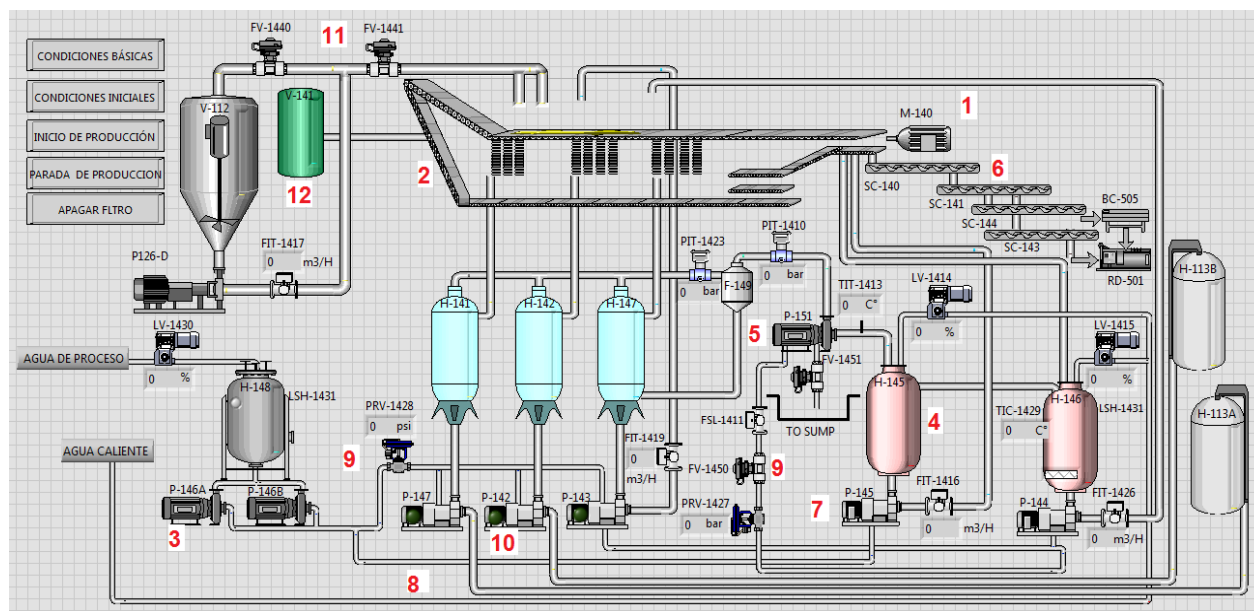 FV-1440
11
FV-1441
CONDICIONES BÁSICAS
CONDICIONES INICIALES
INICIO DE PRODUCCIÓN
PARADA DE PRODUCCION
APAGAR FLTRO
V-112
V-141
12
2
1
M-140
6
SC-140
SC-141
SC-144
SC-143
BC-505
RD-501
P126-D
FIT-1417
0 m3/H
PIT-1423
0 bar
PIT-1410
0 bar
F-149
H-141
H-142
H-147
5
P-151
TIT-1413
0 C°
LV-1414
0 %
LV-1415
0 %
H-113B
H-113A
LV-1430
AGUA DE PROCESO
0 %
H-148
LSH-1431
AGUA CALIENTE
PRV-1428
0 psi
9
FV-1451
TO SUMP
FSL-1411
FV-1450
9
PRV-1427
0 bar
H-145
4
H-146
TIC-1429
0 C°
LSH-1431
FIT-1419
0
m3/H
P-146A
P-146B
3
P-147
P-142
P-143
10
7
P-145
FIT-1416
0 m3/H
P-144
FIT-1426
0 m3/H
8